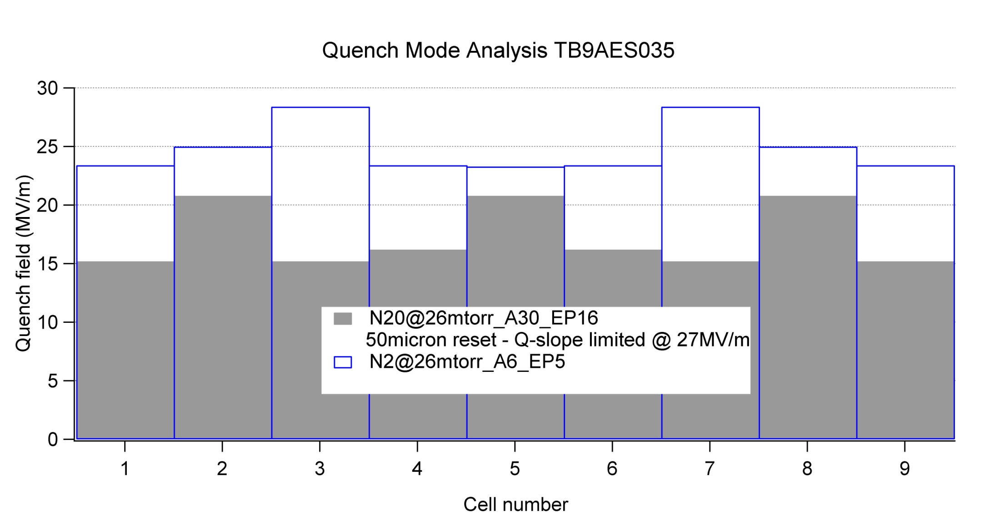 Quench Mode Analysis TB9AES035
30
25
20
15
10
5
0
Quench field (MV/m)
N20@26mtorr_A30_EP16
50micron reset - Q-slope limited @ 27MV/m
N2@26mtorr_A6_EP5
1 2 3 4 5 6 7 8 9
Cell number